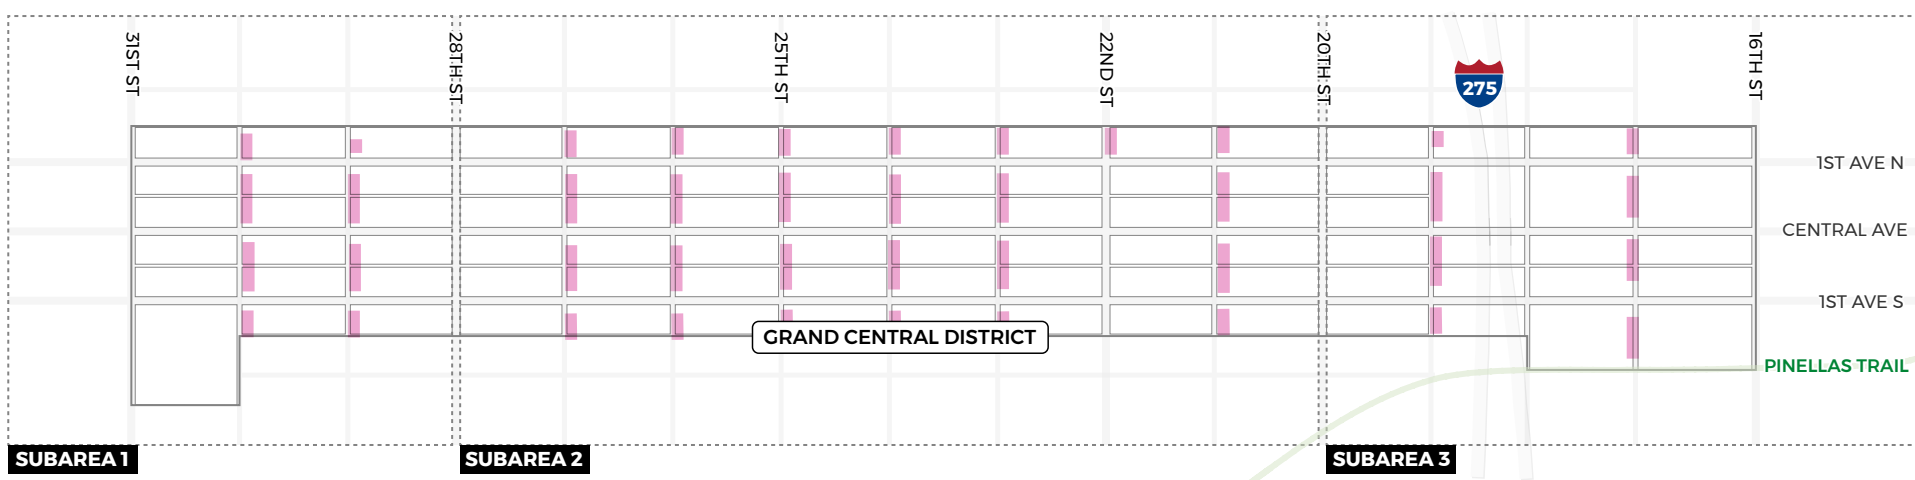 31ST ST
28TH ST
25TH ST
22ND ST
20TH ST
16TH ST
275
1ST AVE N
CENTRAL AVE
1ST AVE S
GRAND CENTRAL DISTRICT
PINELLAS TRAIL
SUBAREA 1
SUBAREA 2
SUBAREA 3